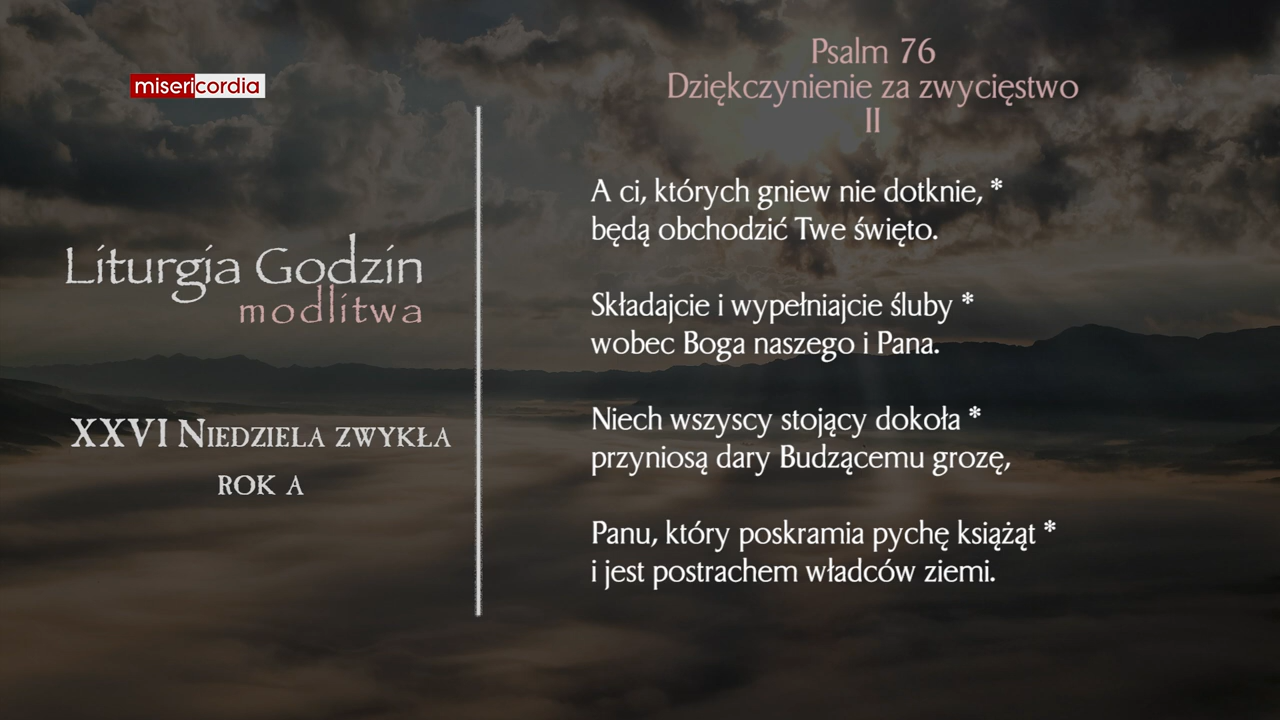 misericordia
Liturgia Godzin
modlitwa
XXVI Niedziela zwykła
rok A
Psalm 76
Dziękczynienie za zwycięstwo
II
A ci, których gniew nie dotknie, *
będą obchodzić Twe święto.
Składajcie i wypełniajcie śluby *
wobec Boga naszego i Pana.
Niech wszyscy stojący dokoła *
przyniosą dary Budzącemu grozę,
Panu, który poskramia pychę książąt *
i jest postrachem władców ziemi.